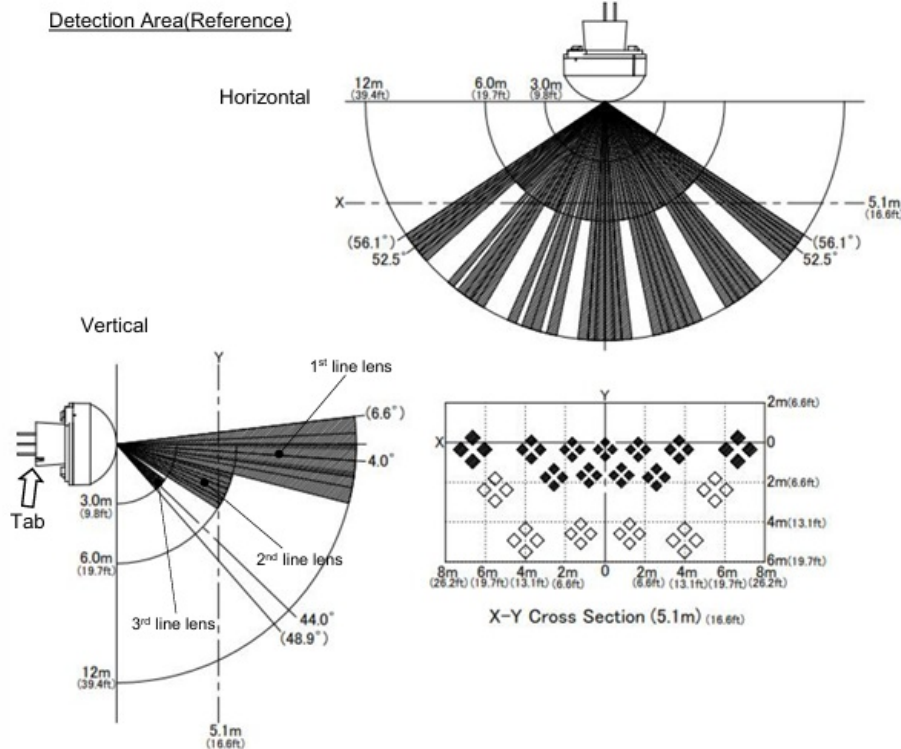 Detection Area(Reference)
Horizontal
12m
(39.4ft)
6.0m
(19.7ft)
3.0m
(9.8ft)
X
5.1m
(16.6ft)
(56.1°)
52.5°
(56.1°)
52.5°
Vertical
Y
1st line lens
(6.6°)
4.0°
Tab
3.0m
(9.8ft)
6.0m
(19.7ft)
2nd line lens
3rd line lens
44.0°
(48.9°)
12m
(39.4ft)
5.1m
(16.6ft)
Y
X
2m(6.6ft)
0
2m(6.6ft)
4m(13.1ft)
6m(19.7ft)
8m 6m 4m 2m 0 2m 4m 6m 8m
(26.2ft) (19.7ft) (13.1ft) (6.6ft) (6.6ft) (13.1ft) (19.7ft) (26.2ft)
X-Y Cross Section (5.1m) (16.6ft)